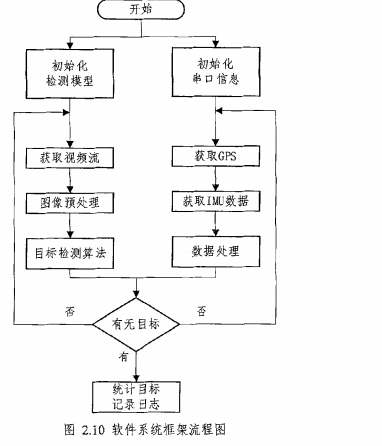 开始
初始化
检测模型
初始化
串口信息
获取视频流
获取GPS
图像预处理
获取IMU数据
目标检测算法
数据处理
否
有无目标
否
有
统计目标
记录日志
图 2.10 软件系统框架流程图